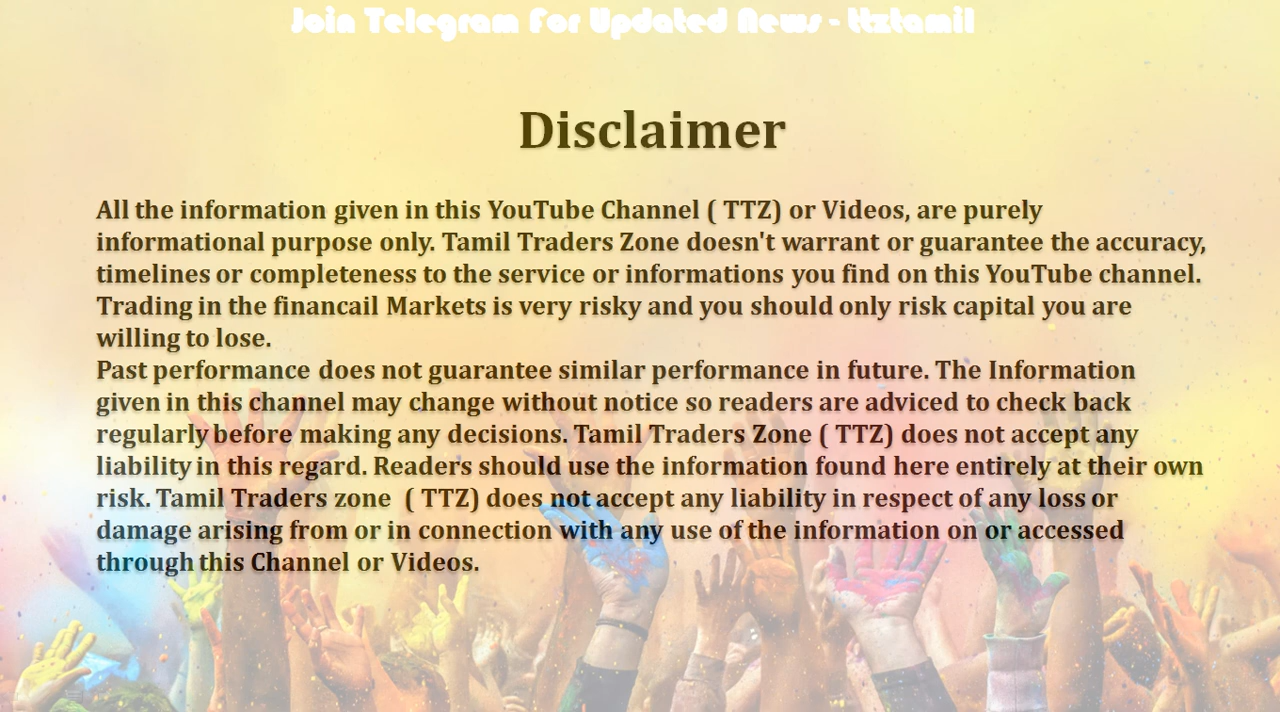 Join Telegram For Updated News - ttztamil
Disclaimer
All the information given in this YouTube Channel ( TTZ) or Videos, are purely
informational purpose only. Tamil Traders Zone doesn't warrant or guarantee the accuracy,
timelines or completeness to the service or informations you find on this YouTube channel.
Trading in the financail Markets is very risky and you should only risk capital you are
willing to lose.
Past performance does not guarantee similar performance in future. The Information
given in this channel may change without notice so readers are adviced to check back
regularly before making any decisions. Tamil Traders Zone ( TTZ) does not accept any
liability in this regard. Readers should use the information found here entirely at their own
risk. Tamil Traders zone  ( TTZ) does not accept any liability in respect of any loss or
damage arising from or in connection with any use of the information on or accessed
through this Channel or Videos.